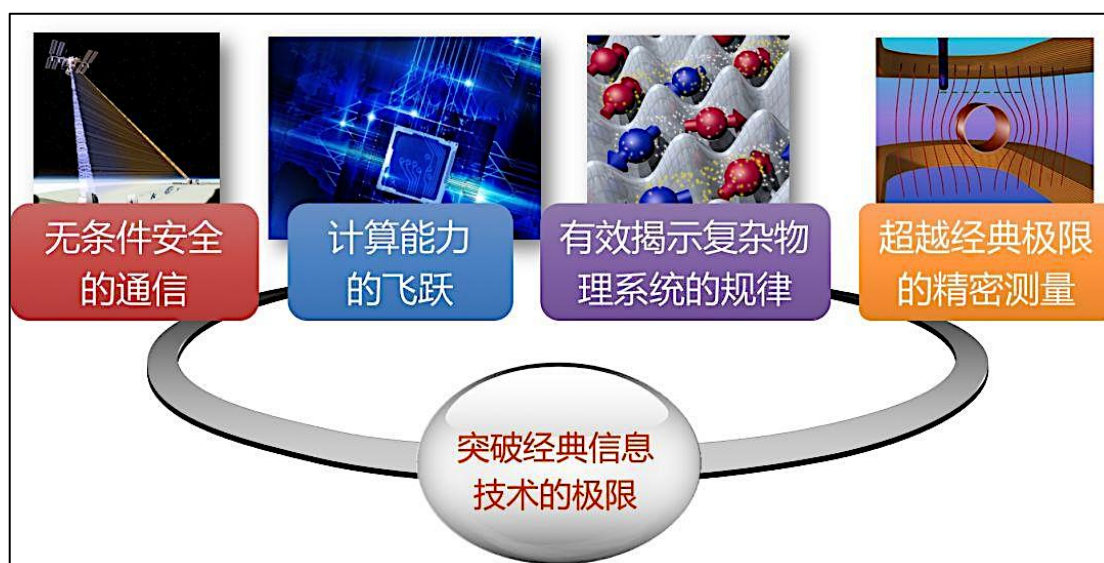 无条件安全
的通信
计算能力
的飞跃
有效揭示复杂物
理系统的规律
超越经典极限
的精密测量
突破经典信息
技术的极限